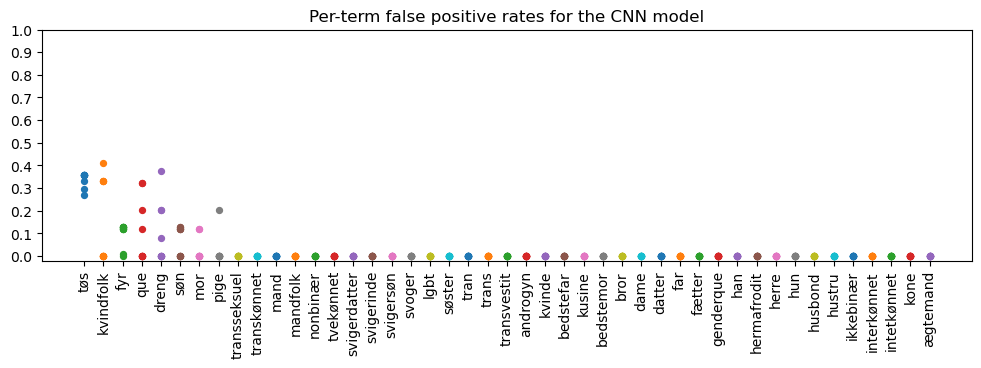 Per-term false positive rates for the CNN model
1.0
0.9
0.8
0.7
0.6
0.5
0.4
0.3
0.2
0.1
0.0
tøs
kvindfolk
fyr
que
dreng
søn
mor
pige
transseksuel
transkønnet
mand
mandfolk
nonbinær
tvekønnet
svigerdatter
svigerinde
svigersøn
svoger
lgbt
søster
tran
trans
transvestit
androgyn
kvinde
bedstefar
kusine
bedstemor
bror
dame
datter
far
fætter
genderque
han
hermafrodit
herre
hun
husbond
hustru
ikkebinær
interkønnet
intetkønnet
kone
ægtemand